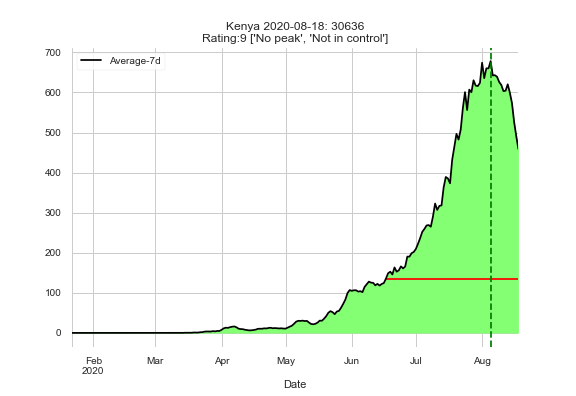 Kenya 2020-08-18: 30636
Rating:9 ['No peak', 'Not in control']
700
Average-7d
600
500
400
300
200
100
0
Feb Mar Apr May Jun Jul Aug
2020
Date